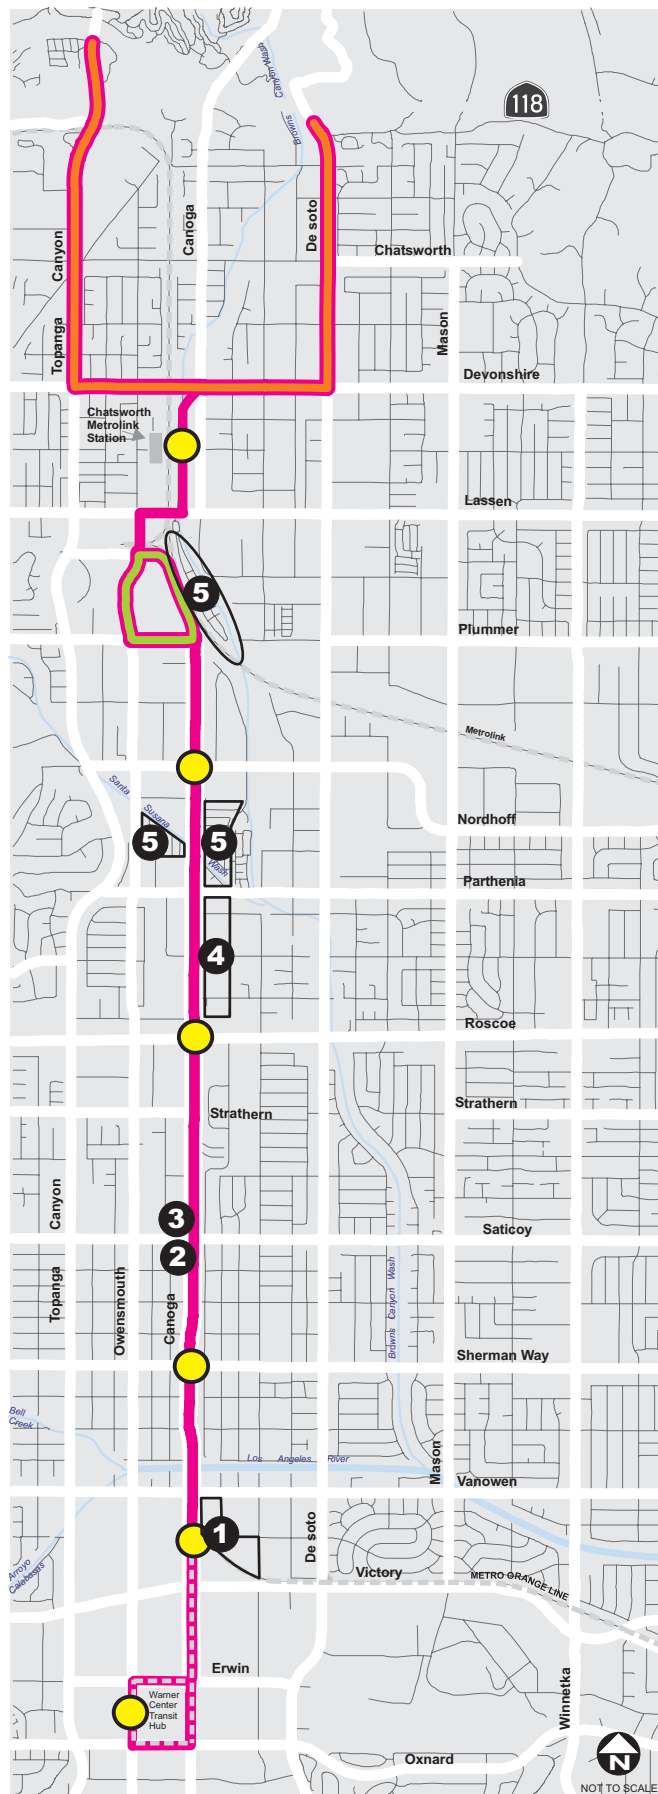 Browns Canyon Wash
118
Canyon
Canoga
De soto
Chatsworth
Topanga
Mason
Devonshire
Chatsworth
Metrolink
Station
Lassen
5
Plummer
Metrolink
Santa
Susana
Wash
Nordhoff
5
5
Parthenia
4
Roscoe
Strathern
Strathern
Canyon
3
Saticoy
2
Topanga
Owensmouth
Canoga
Browns Canyon Wash
Sherman Way
Bell
Creek
Los Angeles River
Mason
Vanowen
1
De soto
Arroyo
Calabasas
Victory
METRO ORANGE LINE
Erwin
Warner
Center
Transit
Hub
Winnetka
Oxnard
N
NOT TO SCALE